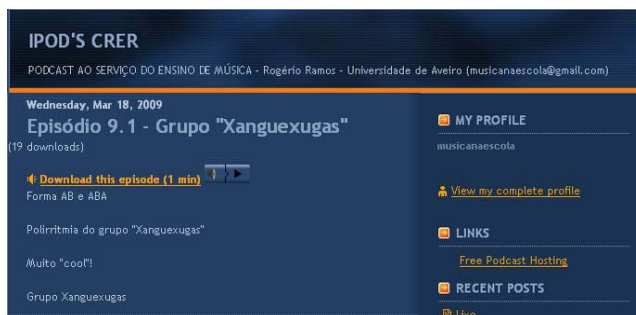 IPOD'S CRER
PODCAST AO SERVIÇO DO ENSINO DE MÚSICA - Rogério Ramos - Universidade de Aveiro (musicanaescola@gmail.com)
Wednesday, Mar 18, 2009
Episódio 9.1 - Grupo "Xanguexugas"
(19 downloads)
Download this episode (1 min)
Forma AB e ABA
Polirritmia do grupo "Xanguexugas"
Muito "cool"!
Grupo Xanguexugas
MY PROFILE
musicanaescola
View my complete profile
LINKS
Free Podcast Hosting
RECENT POSTS
Live